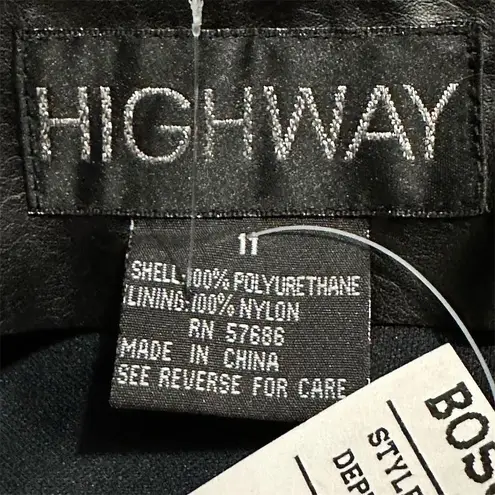 HIGHWAY
11
SHELL:100% POLYURETHANE
LINING:100% NYLON
RN 57686
MADE IN CHINA
SEE REVERSE FOR CARE
BOS
STYLE
DEP